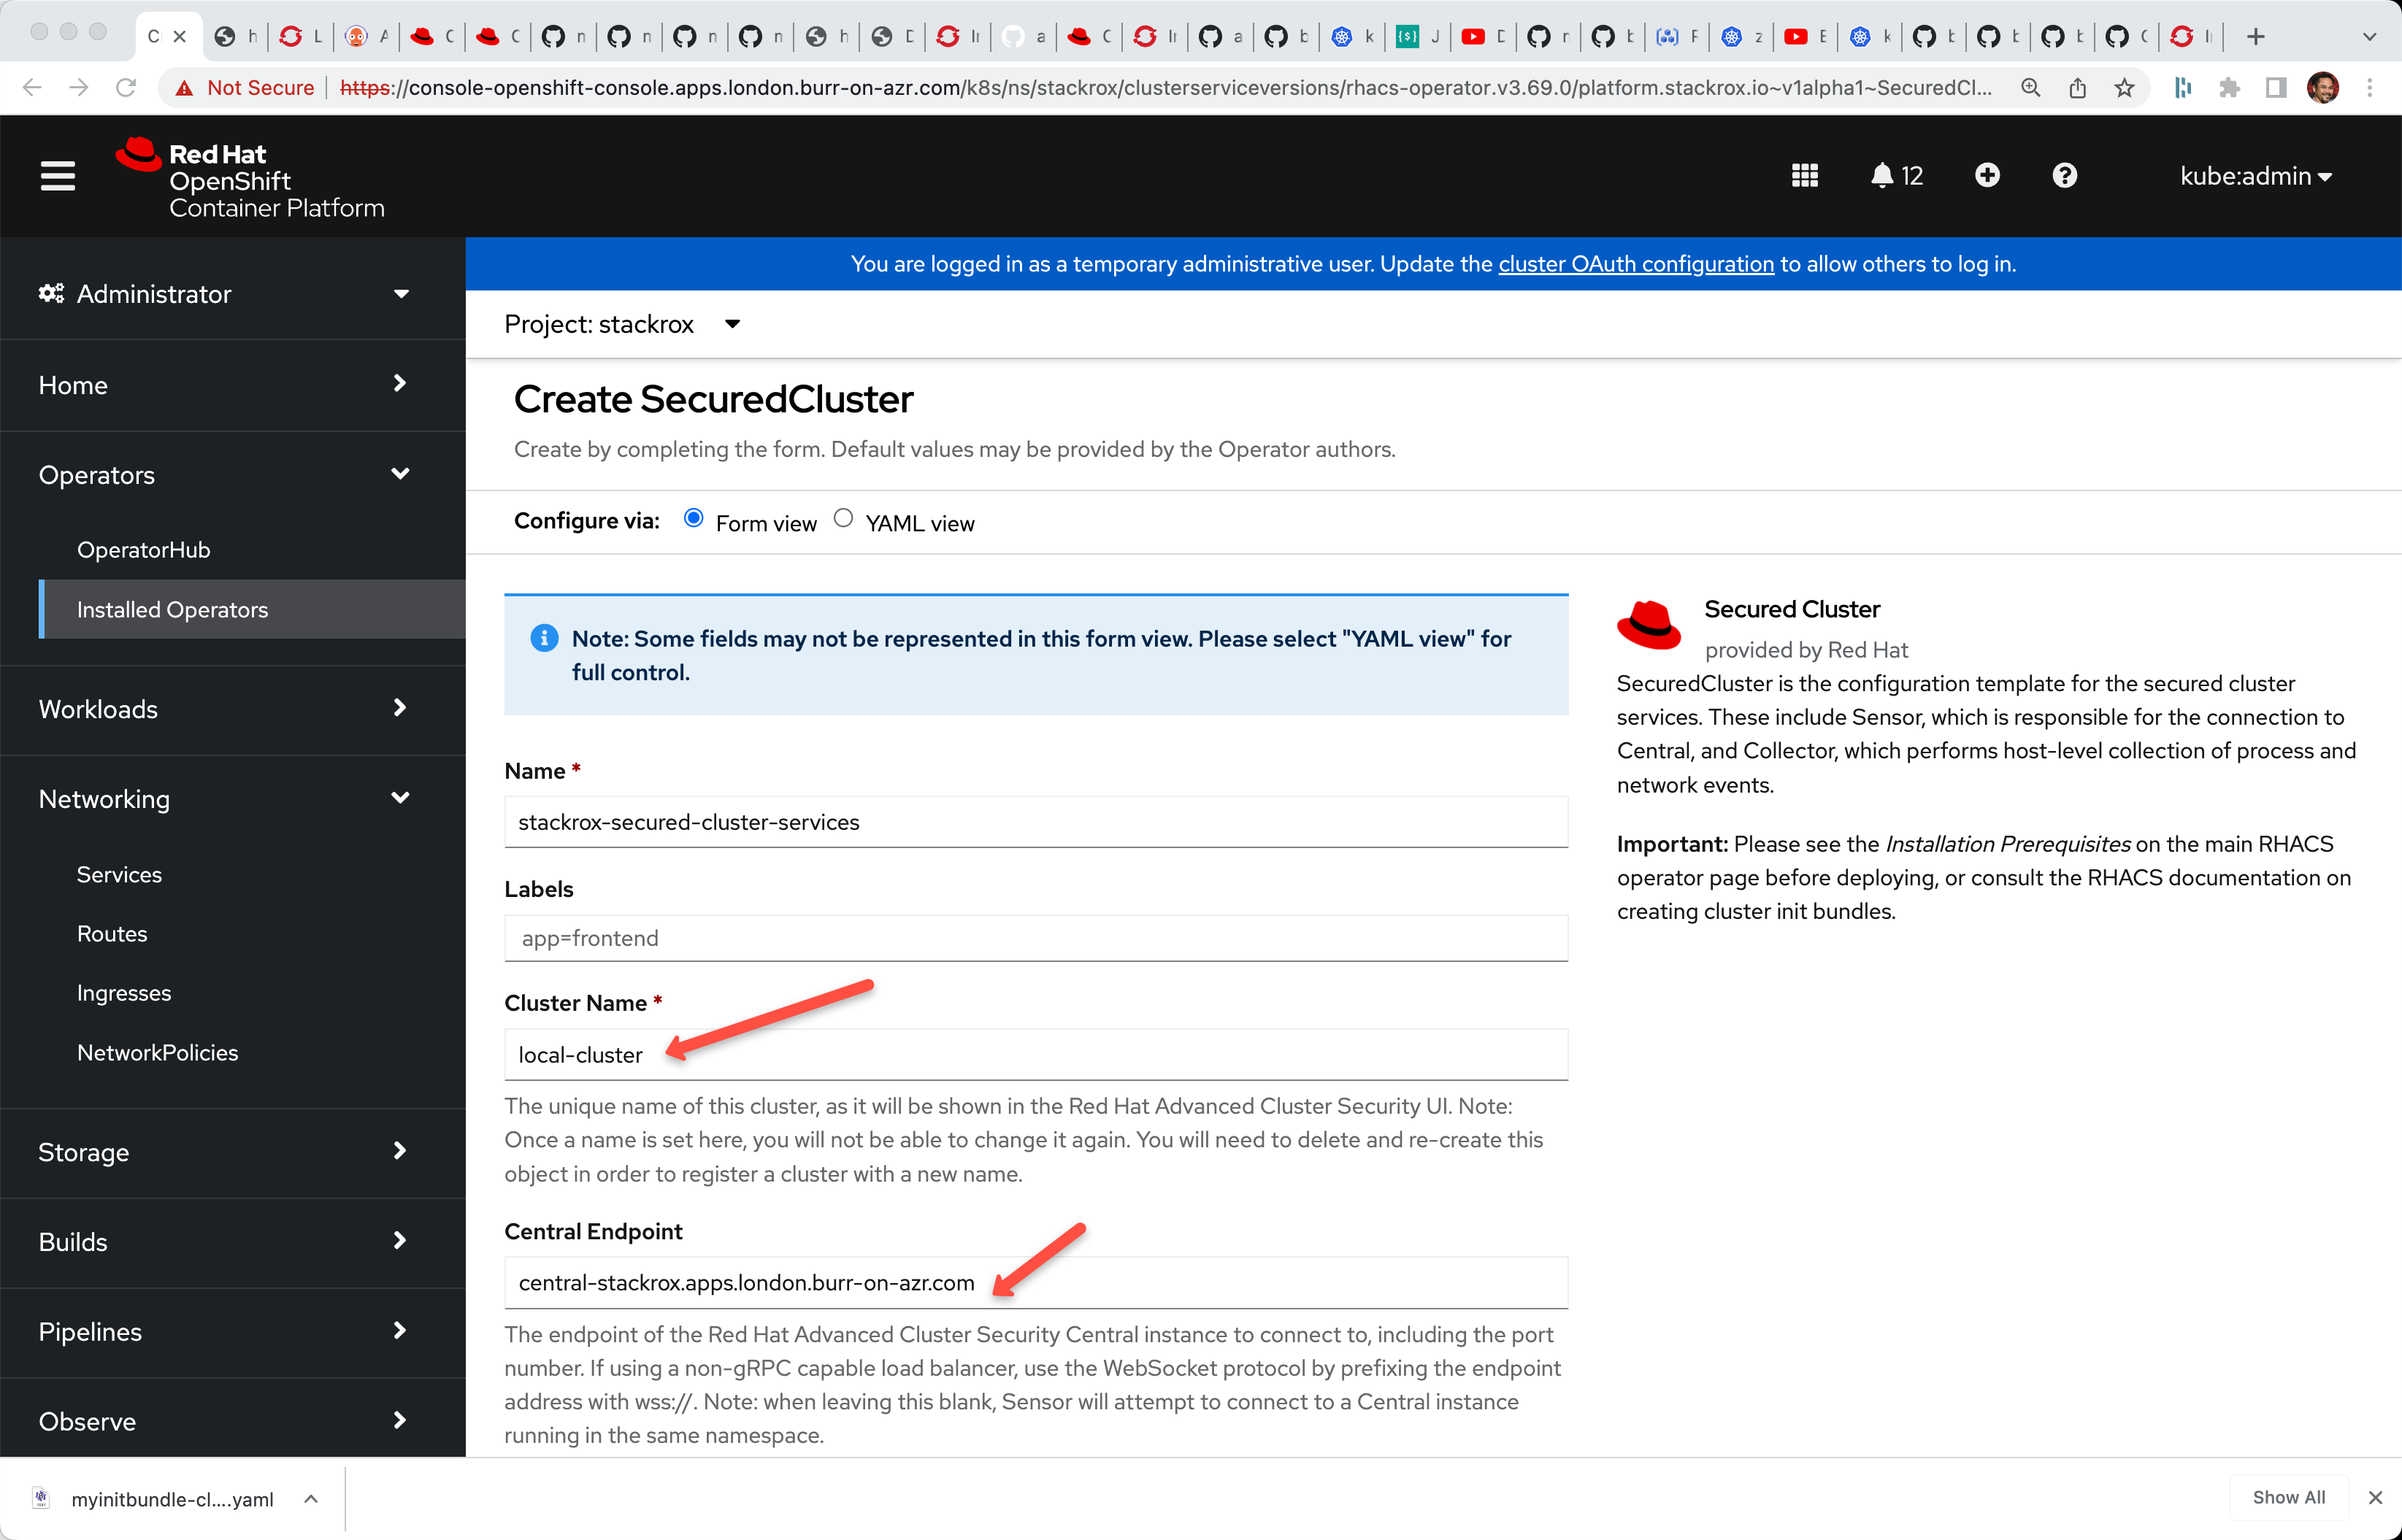 Not Secure
https://console-openshift-console.apps.london.burr-on-azr.com/k8s/ns/stackrox/clusterserviceversions/rhacs-operator.v3.69.0/platform.stackrox.io~v1alpha1~SecuredCl...
Red Hat
OpenShift
Container Platform
12
kube:admin
You are logged in as a temporary administrative user. Update the cluster OAuth configuration to allow others to log in.
Administrator
Home
Operators
OperatorHub
Installed Operators
Workloads
Networking
Services
Routes
Ingresses
NetworkPolicies
Storage
Builds
Pipelines
Observe
Project: stackrox
Create SecuredCluster
Create by completing the form. Default values may be provided by the Operator authors.
Configure via: Form view YAML view
Note: Some fields may not be represented in this form view. Please select "YAML view" for
full control.
Name *
stackrox-secured-cluster-services
Labels
app=frontend
Cluster Name *
local-cluster
The unique name of this cluster, as it will be shown in the Red Hat Advanced Cluster Security UI. Note:
Once a name is set here, you will not be able to change it again. You will need to delete and re-create this
object in order to register a cluster with a new name.
Central Endpoint
central-stackrox.apps.london.burr-on-azr.com
The endpoint of the Red Hat Advanced Cluster Security Central instance to connect to, including the port
number. If using a non-gRPC capable load balancer, use the WebSocket protocol by prefixing the endpoint
address with wss://. Note: when leaving this blank, Sensor will attempt to connect to a Central instance
running in the same namespace.
Secured Cluster
provided by Red Hat
SecuredCluster is the configuration template for the secured cluster
services. These include Sensor, which is responsible for the connection to
Central, and Collector, which performs host-level collection of process and
network events.
Important: Please see the Installation Prerequisites on the main RHACS
operator page before deploying, or consult the RHACS documentation on
creating cluster init bundles.
myinitbundle-cl....yaml
Show All